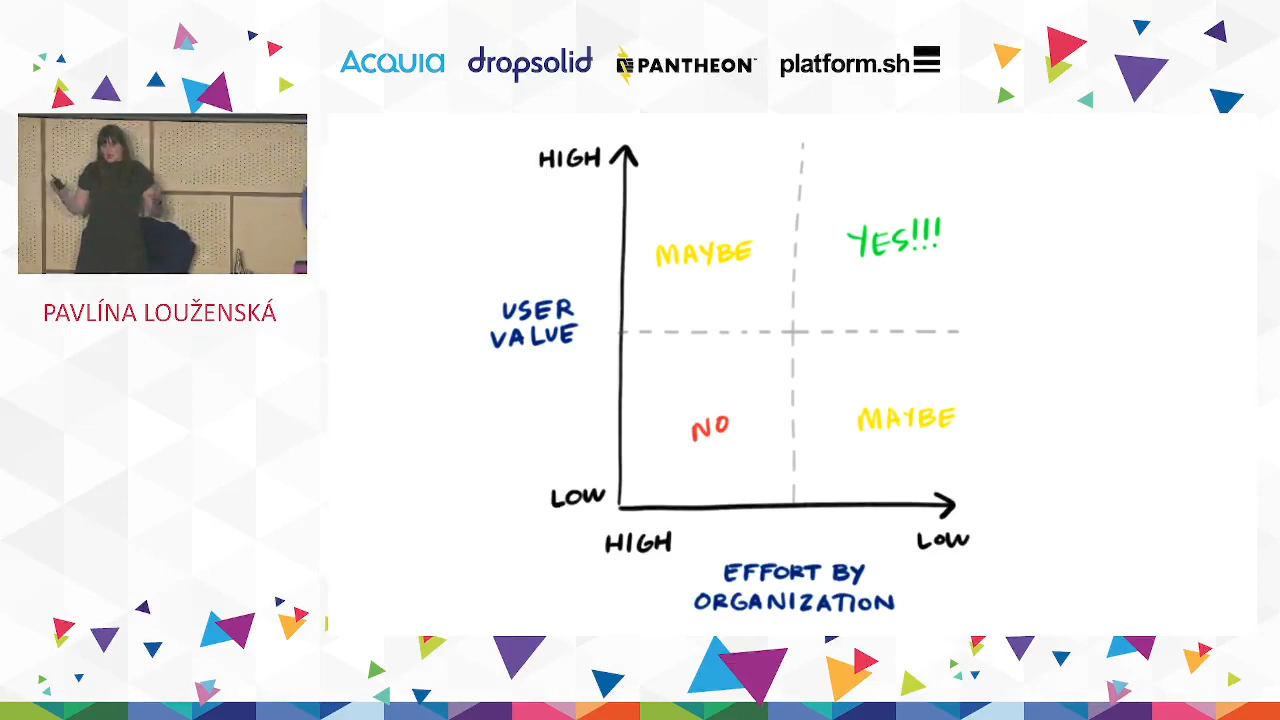 Acquia dropsolid PANTHEON platform.sh
PAVLÍNA LOUŽENSKÁ
HIGH
MAYBE
YES!!!
USER
VALUE
NO
MAYBE
LOW
HIGH
LOW
EFFORT BY
ORGANIZATION